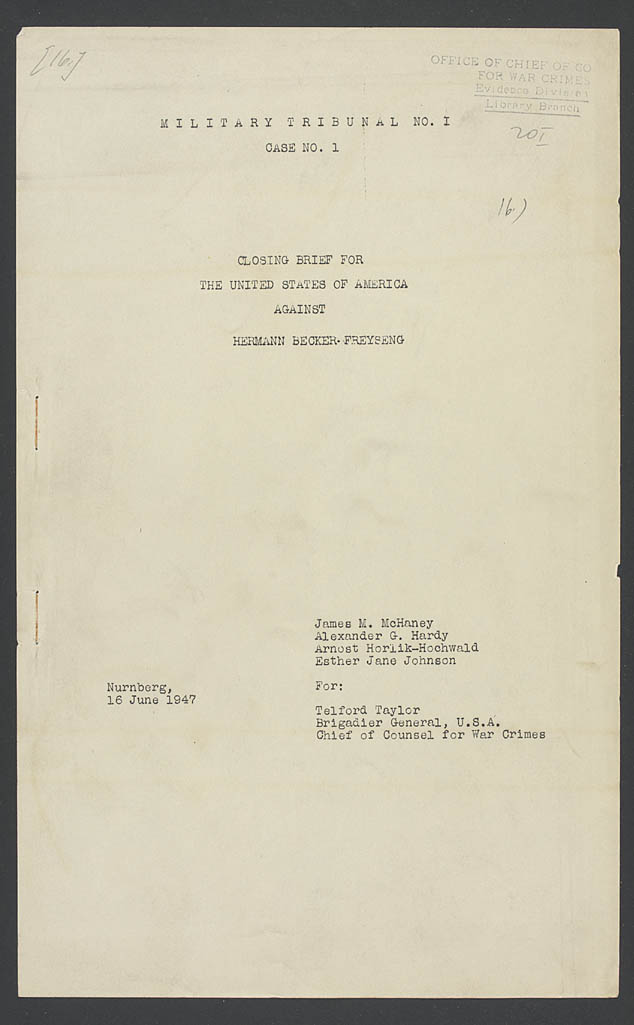 [16.]
OFFICE OF CHIEF OF CO
FOR WAR CRIMES
Evidence Division
Library Branch
20I
MILITARY TRIBUNAL NO. I
CASE NO. 1
16.)
CLOSING BRIEF FOR
THE UNITED STATES OF AMERICA
AGAINST
HERMANN BECKER-FREYSENG
James M. McHaney
Alexander G. Hardy
Arnost Horlik-Hochwald
Esther Jane Johnson
Nurnberg,
16 June 1947
For:
Telford Taylor
Brigadier General, U.S.A.
Chief of Counsel for War Crimes